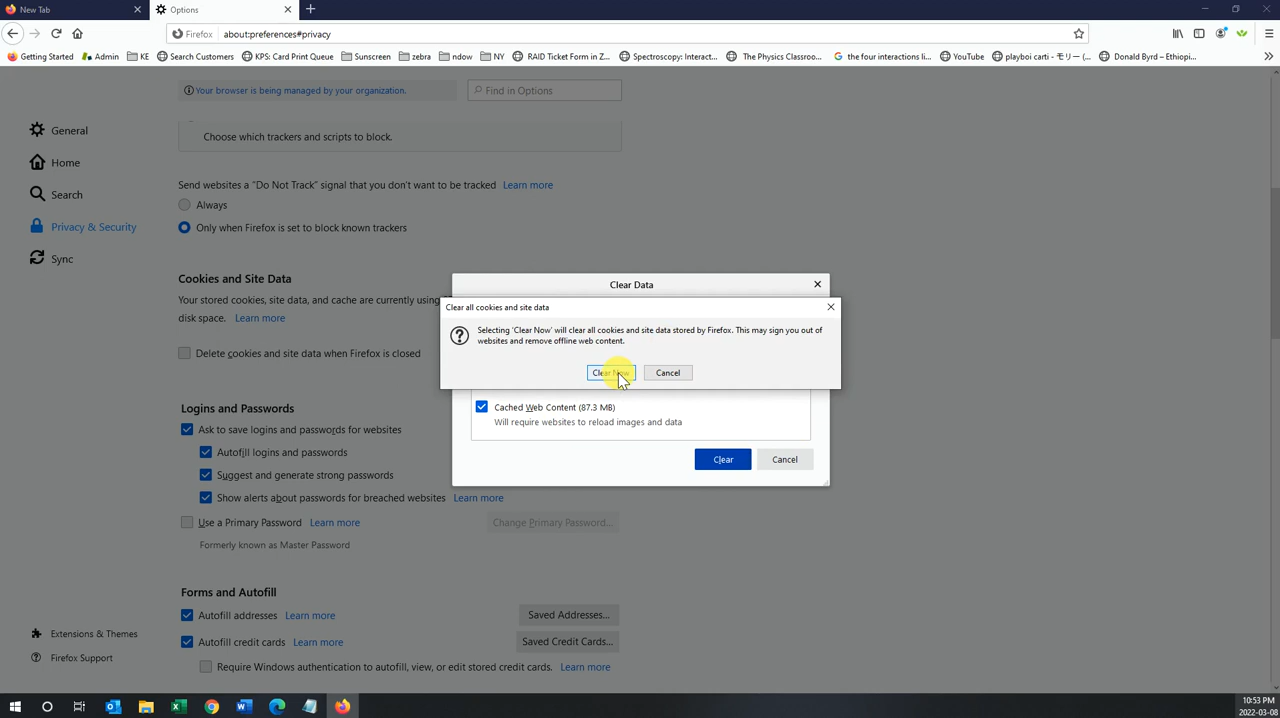 New Tab
Options
Firefox
about:preferences#privacy
Getting Started
Admin
KE
Search Customers
KPS: Card Print Queue
Sunscreen
zebra
ndow
NY
RAID Ticket Form in Z...
Spectroscopy: Interact...
The Physics Classroo...
the four interactions li...
YouTube
playboi carti - モリー (...
Donald Byrd – Ethiopi...
Your browser is being managed by your organization.
Find in Options
General
Home
Search
Privacy & Security
Sync
Choose which trackers and scripts to block.
Send websites a "Do Not Track" signal that you don't want to be tracked Learn more
Always
Only when Firefox is set to block known trackers
Cookies and Site Data
Your stored cookies, site data, and cache are currently using
disk space. Learn more
Delete cookies and site data when Firefox is closed
Clear Data
Clear all cookies and site data
Selecting 'Clear Now' will clear all cookies and site data stored by Firefox. This may sign you out of
websites and remove offline web content.
Clear Now
Cancel
Cached Web Content (87.3 MB)
Will require websites to reload images and data
Clear
Cancel
Logins and Passwords
Ask to save logins and passwords for websites
Autofill logins and passwords
Suggest and generate strong passwords
Show alerts about passwords for breached websites Learn more
Use a Primary Password Learn more
Change Primary Password...
Formerly known as Master Password
Forms and Autofill
Autofill addresses Learn more
Saved Addresses...
Autofill credit cards Learn more
Saved Credit Cards...
Require Windows authentication to autofill, view, or edit stored credit cards. Learn more
Extensions & Themes
Firefox Support
10:53 PM
2022-03-08